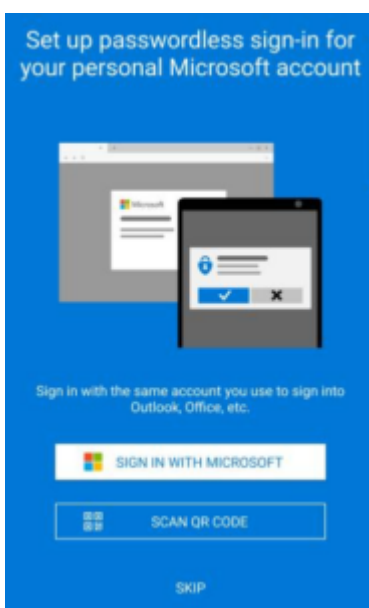 Set up passwordless sign-in for
your personal Microsoft account
Microsoft
Sign in with the same account you use to sign into
Outlook, Office, etc.
SIGN IN WITH MICROSOFT
SCAN QR CODE
SKIP